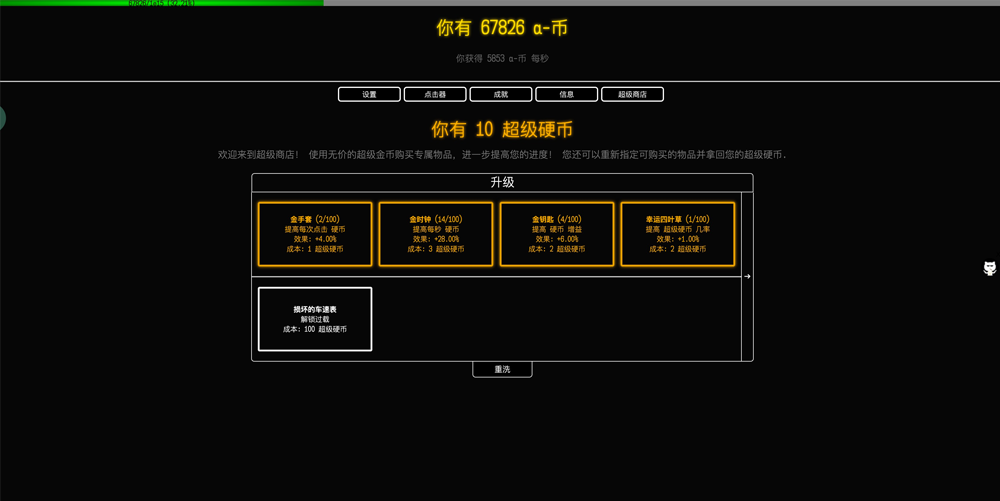 67826/1e15 [32.21%]
你有 67826 α-币
你获得 5853 α-币 每秒
设置 点击器 成就 信息 超级商店
你有 10 超级硬币
欢迎来到超级商店! 使用无价的超级金币购买专属物品, 进一步提高您的进度! 您还可以重新指定可购买的物品并拿回您的超级硬币.
升级
金手套 (2/100)
提高每次点击 硬币
效果: +4.00%
成本: 1 超级硬币
金时钟 (14/100)
提高每秒 硬币
效果: +28.00%
成本: 3 超级硬币
金钥匙 (4/100)
提高 硬币 增益
效果: +6.00%
成本: 2 超级硬币
幸运四叶草 (1/100)
提高 超级硬币 几率
效果: +1.00%
成本: 2 超级硬币
→
损坏的车速表
解锁过载
成本: 100 超级硬币
重洗